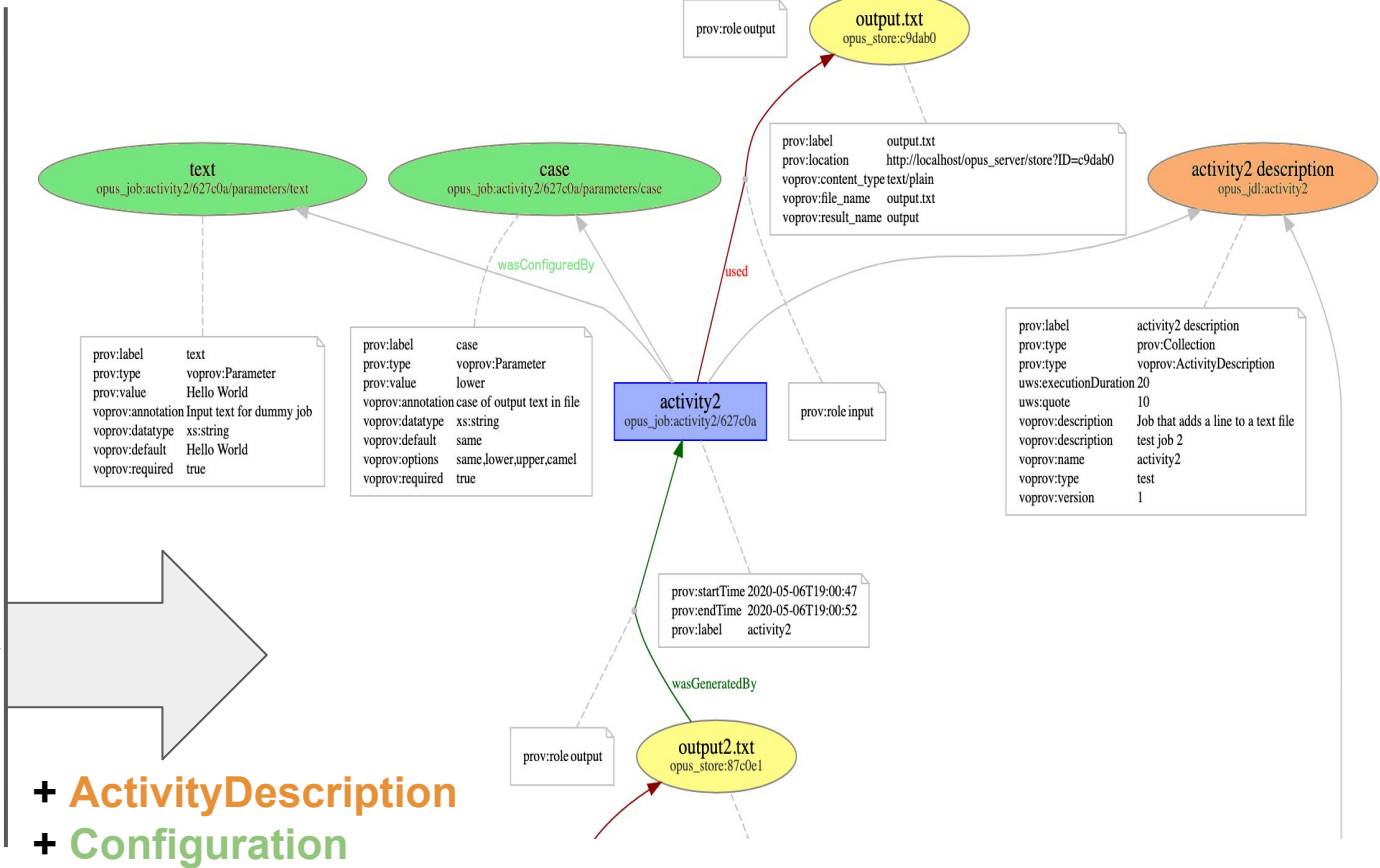 prov:role output
output.txt
opus_store:c9dab0
prov:label output.txt
prov:location http://localhost/opus_server/store?ID=c9dab0
voprov:content_type text/plain
voprov:file_name output.txt
voprov:result_name output
text
opus_job:activity2/627c0a/parameters/text
case
opus_job:activity2/627c0a/parameters/case
activity2 description
opus_jdl:activity2
wasConfiguredBy
used
prov:label text
prov:type voprov:Parameter
prov:value Hello World
voprov:annotation Input text for dummy job
voprov:datatype xs:string
voprov:default Hello World
voprov:required true
prov:label case
prov:type voprov:Parameter
prov:value lower
voprov:annotation case of output text in file
voprov:datatype xs:string
voprov:default same
voprov:options same,lower,upper,camel
voprov:required true
activity2
opus_job:activity2/627c0a
prov:role input
prov:label activity2 description
prov:type prov:Collection
prov:type voprov:ActivityDescription
uws:executionDuration 20
uws:quote 10
voprov:description Job that adds a line to a text file
voprov:description test job 2
voprov:name activity2
voprov:type test
voprov:version 1
prov:startTime 2020-05-06T19:00:47
prov:endTime 2020-05-06T19:00:52
prov:label activity2
wasGeneratedBy
prov:role output
output2.txt
opus_store:87c0e1
+ ActivityDescription
+ Configuration